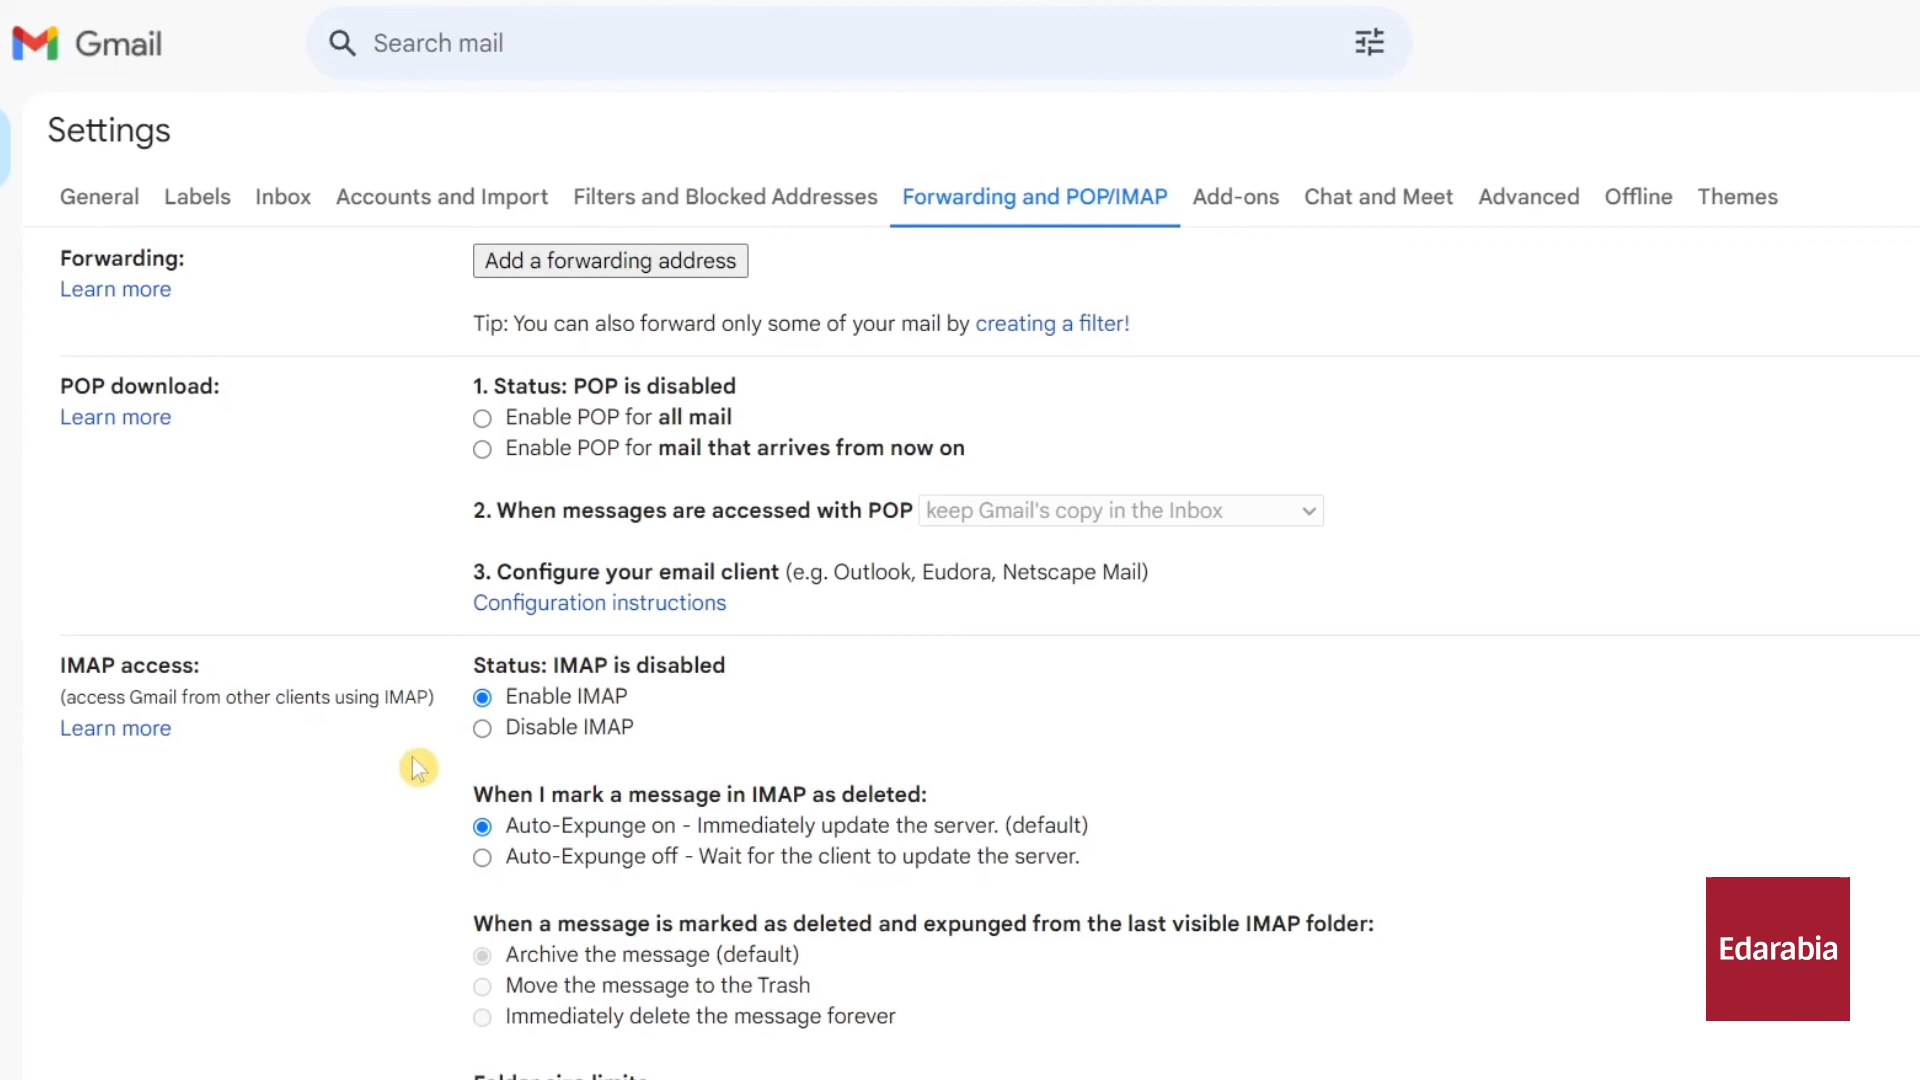 Gmail
Search mail
Settings
General Labels Inbox Accounts and Import Filters and Blocked Addresses Forwarding and POP/IMAP Add-ons Chat and Meet Advanced Offline Themes
Forwarding:
Learn more
Add a forwarding address
Tip: You can also forward only some of your mail by creating a filter!
POP download:
Learn more
1. Status: POP is disabled
Enable POP for all mail
Enable POP for mail that arrives from now on
2. When messages are accessed with POP keep Gmail's copy in the Inbox
3. Configure your email client (e.g. Outlook, Eudora, Netscape Mail)
Configuration instructions
IMAP access:
(access Gmail from other clients using IMAP)
Learn more
Status: IMAP is disabled
Enable IMAP
Disable IMAP
When I mark a message in IMAP as deleted:
Auto-Expunge on - Immediately update the server. (default)
Auto-Expunge off - Wait for the client to update the server.
When a message is marked as deleted and expunged from the last visible IMAP folder:
Archive the message (default)
Move the message to the Trash
Immediately delete the message forever
Edarabia